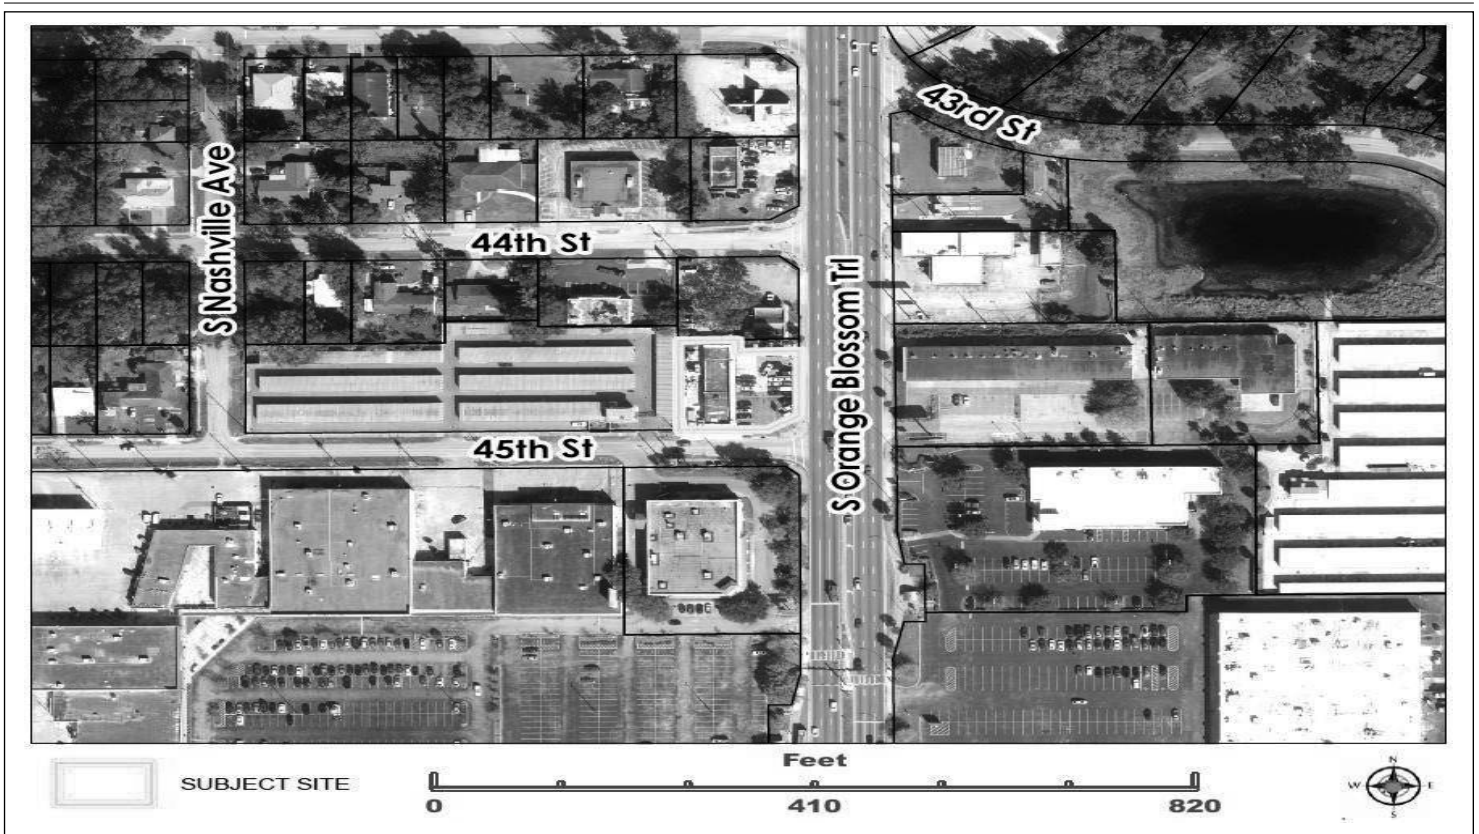 43rd St
S Nashville Ave
44th St
S Orange Blossom Trl
45th St
Feet
SUBJECT SITE
0 410 820
N
W E
S